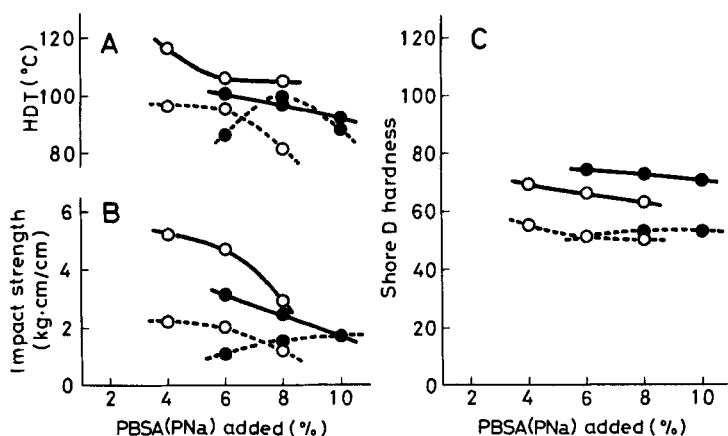 A
120
100
80
HDT (°C)
B
6
4
2
0
Impact strength
(kg·cm/cm)
2 4 6 8 10
PBSA(PNa) added (%)
C
100
80
60
40
20
0
Shore D hardness
2 4 6 8 10
PBSA(PNa) added (%)